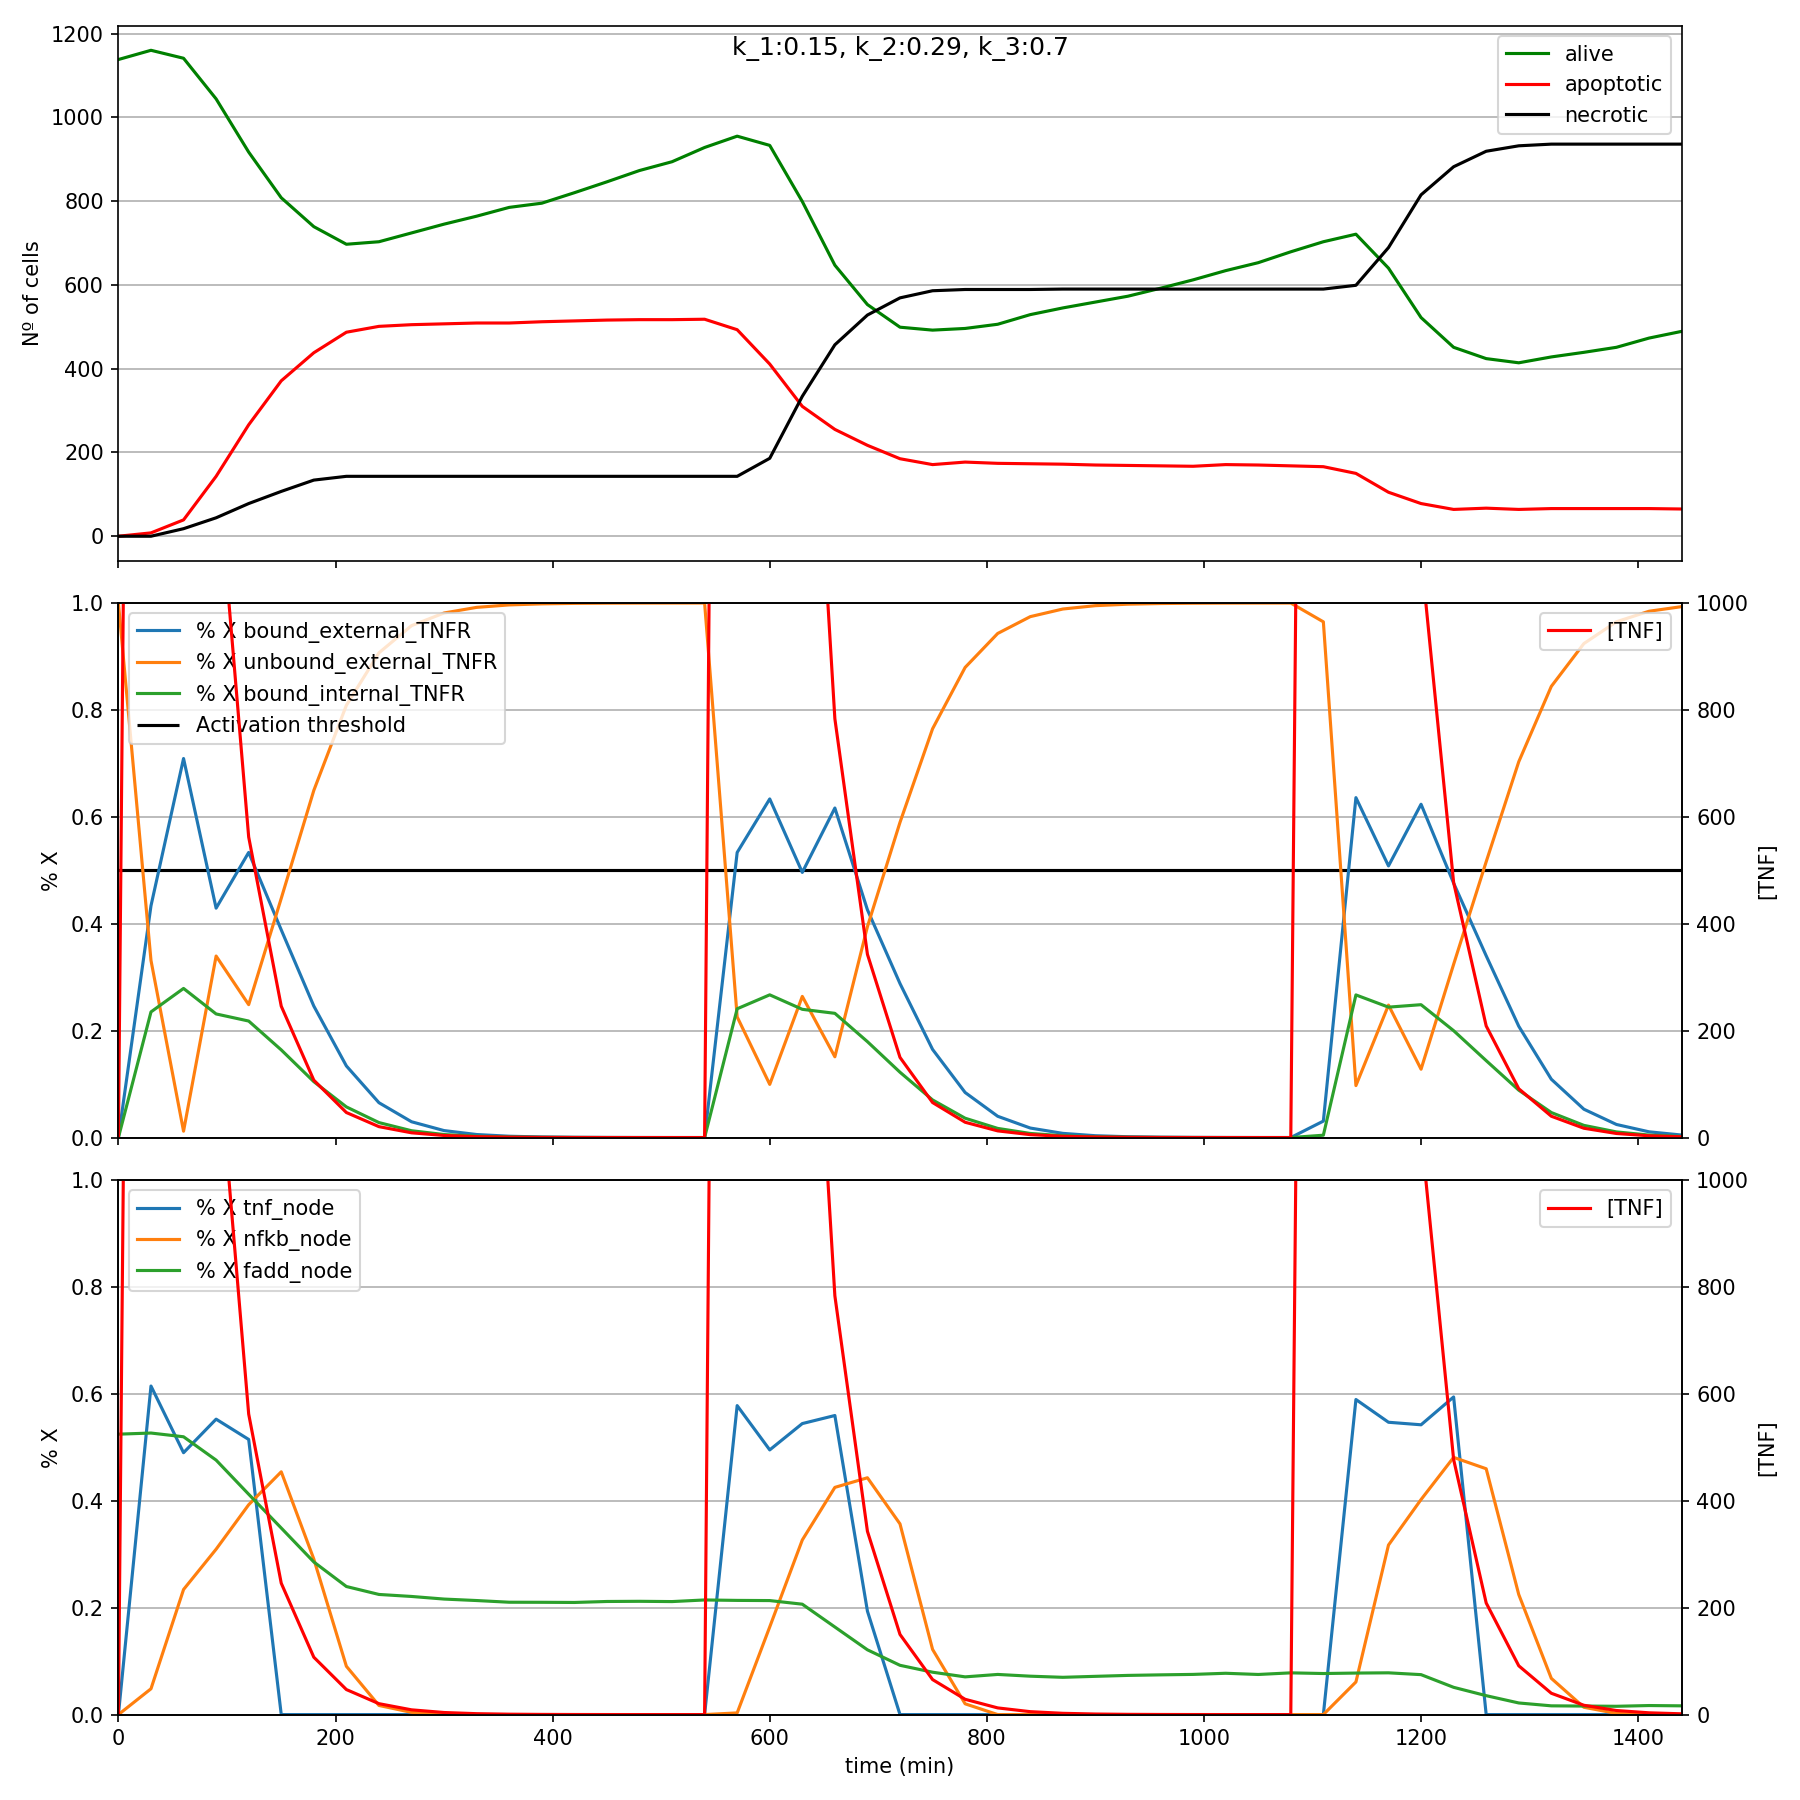 k_1:0.15, k_2:0.29, k_3:0.7
1200
1000
800
600
400
200
0
Nº of cells
alive
apoptotic
necrotic
1.0
0.8
0.6
0.4
0.2
0.0
% X
% X bound_external_TNFR
% X unbound_external_TNFR
% X bound_internal_TNFR
Activation threshold
[TNF]
1000
800
600
400
200
0
[TNF]
1.0
0.8
0.6
0.4
0.2
0.0
% X
% X tnf_node
% X nfkb_node
% X fadd_node
[TNF]
1000
800
600
400
200
0
[TNF]
0 200 400 600 800 1000 1200 1400
time (min)